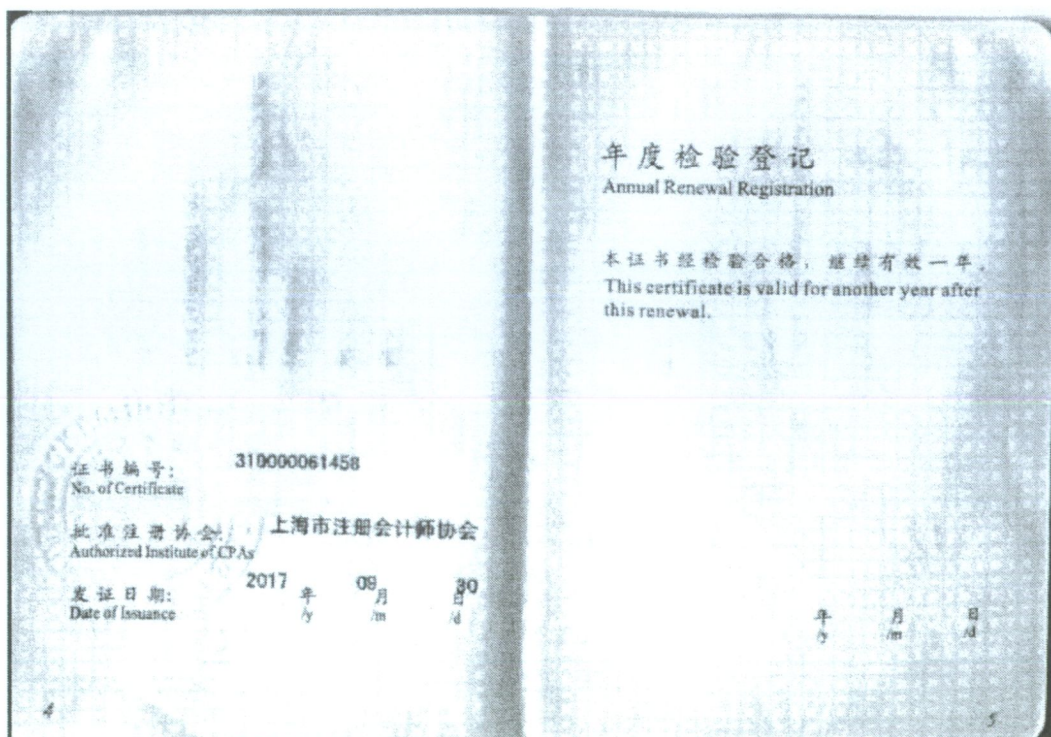 证书编号: 310000061458
No. of Certificate
批准注册协会: 上海市注册会计师协会
Authorized Institute of CPAs
发证日期: 2017 年 09 月 30 日
Date of Issuance /y /m /d
4
年度检验登记
Annual Renewal Registration
本证书经检验合格，继续有效一年。
This certificate is valid for another year after
this renewal.
年 月 日
/y /m /d
5